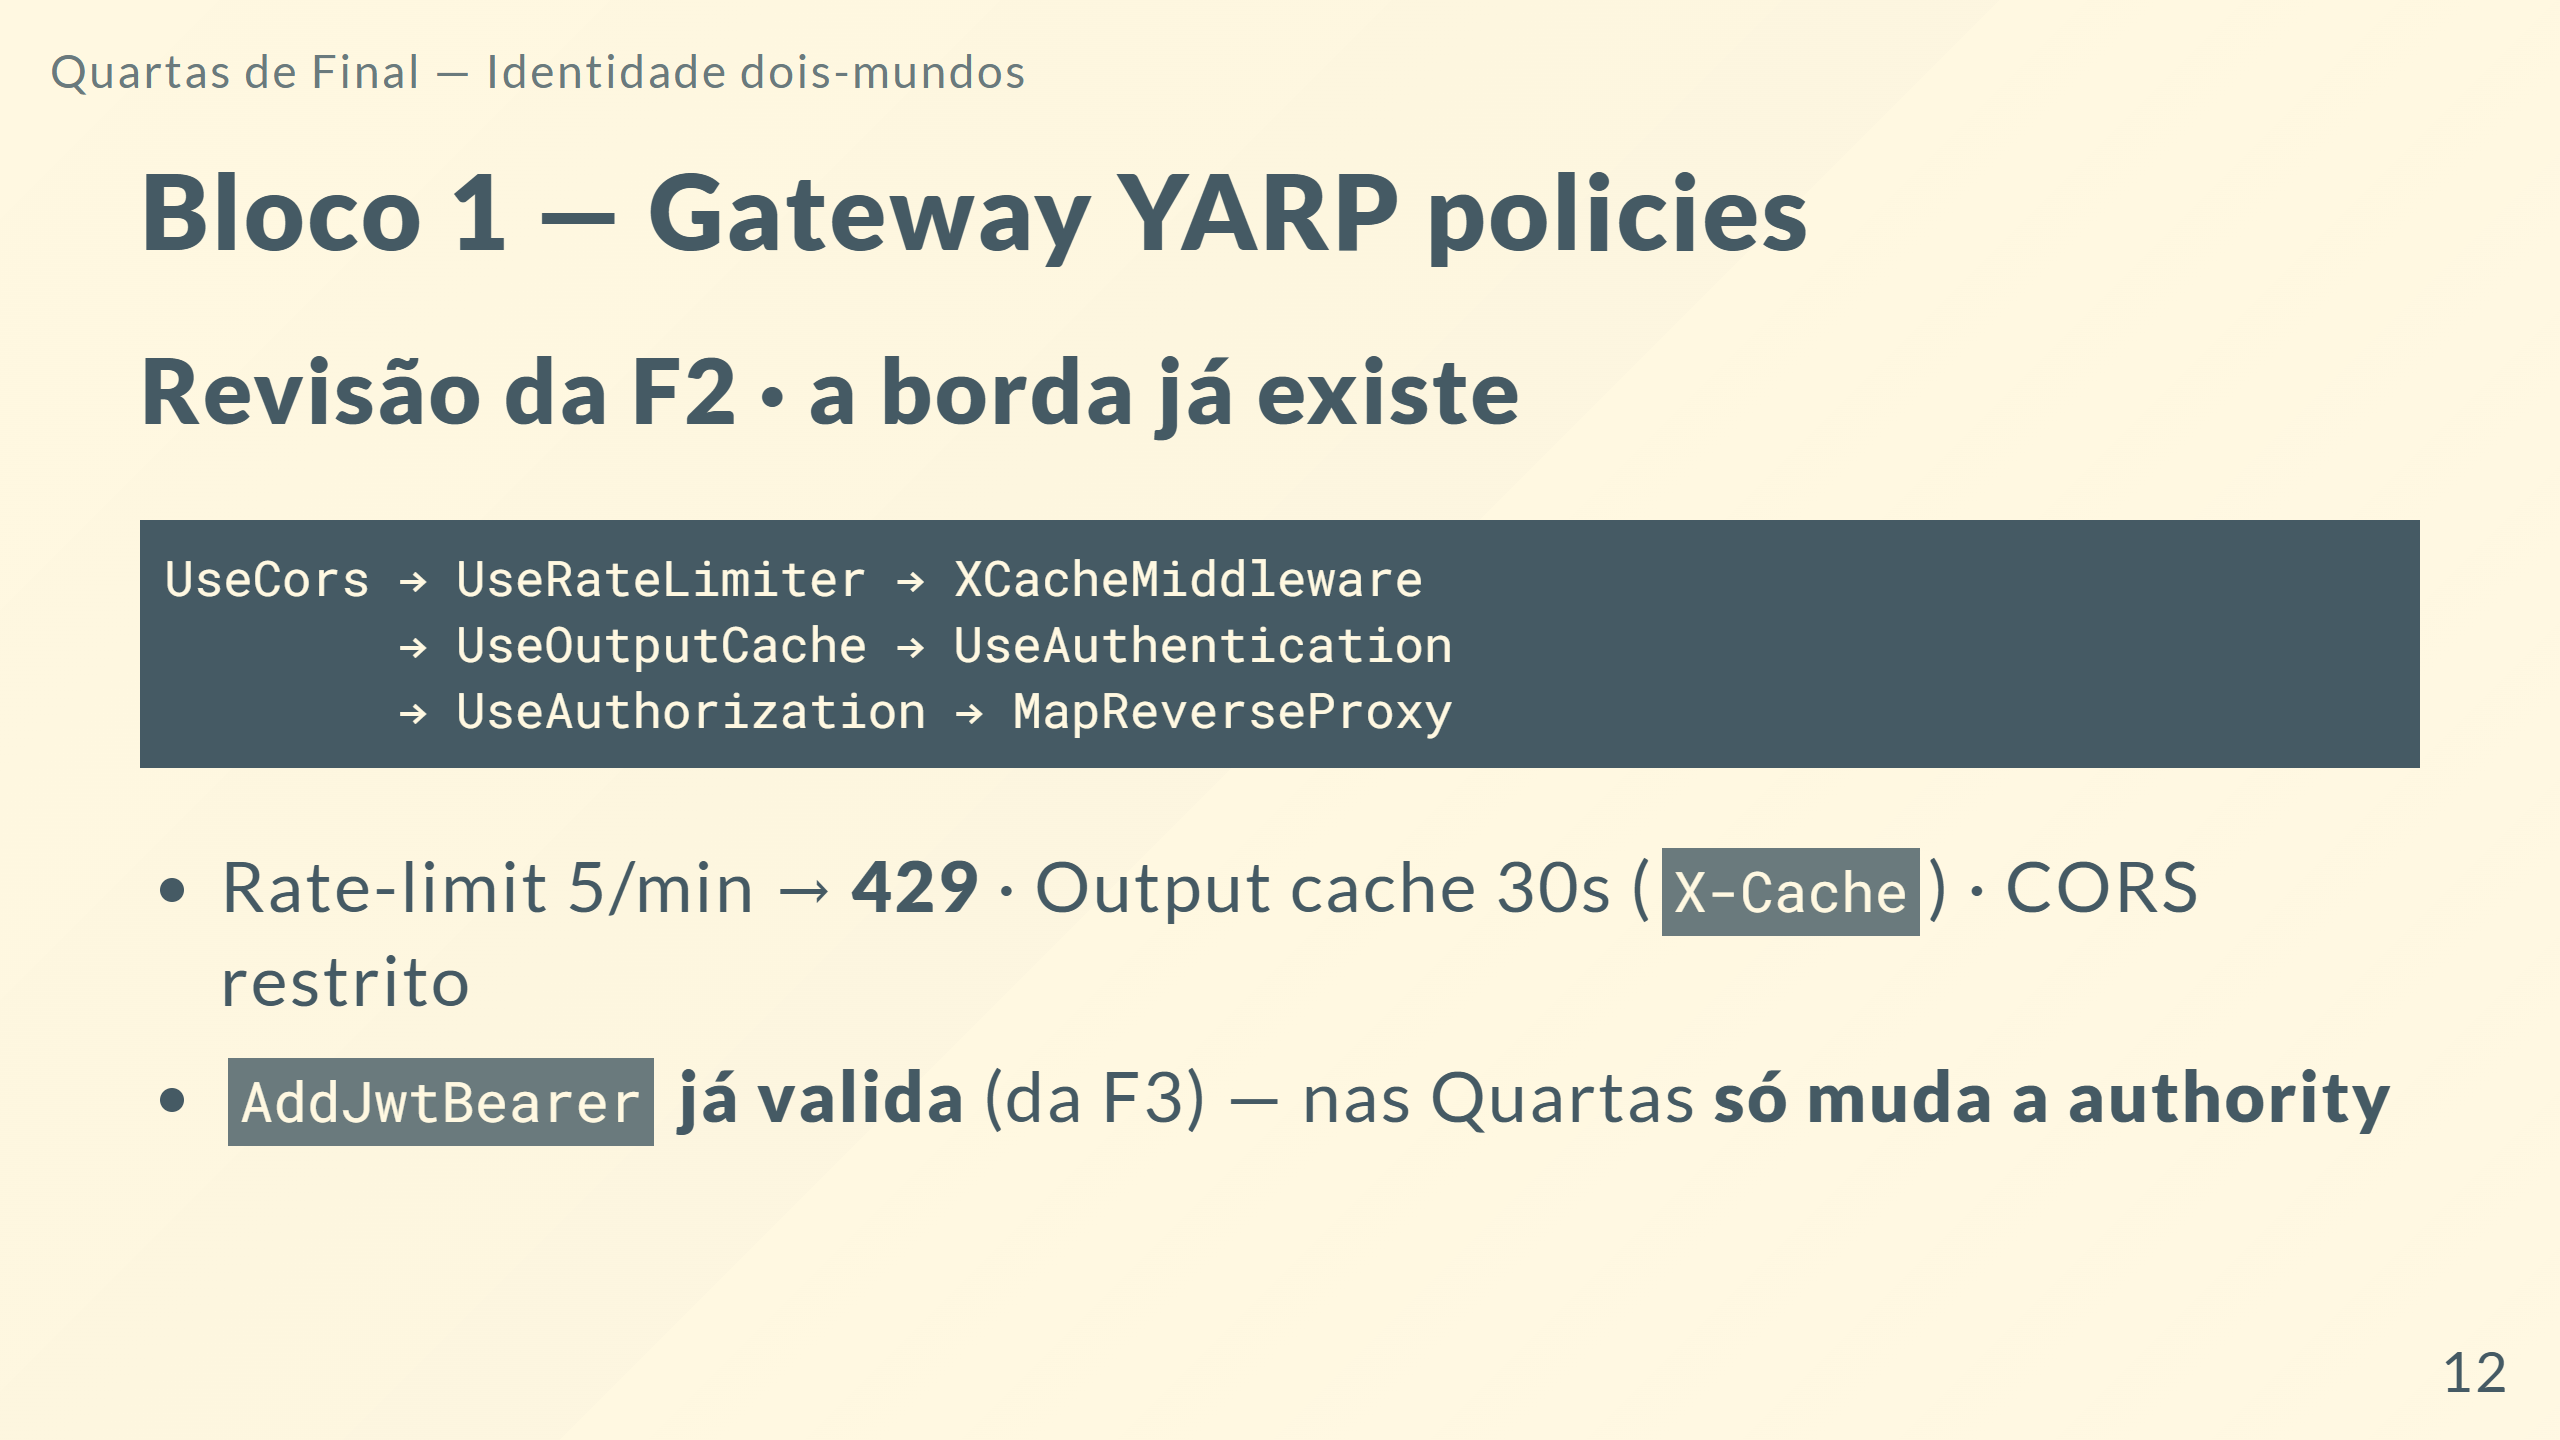 Quartas de Final — Identidade dois-mundos
Bloco 1 — Gateway YARP policies
Revisão da F2 · a borda já existe
UseCors → UseRateLimiter → XCacheMiddleware
→ UseOutputCache → UseAuthentication
→ UseAuthorization → MapReverseProxy
• Rate-limit 5/min → 429 · Output cache 30s (X-Cache) · CORS
restrito
• AddJwtBearer já valida (da F3) — nas Quartas só muda a authority
12